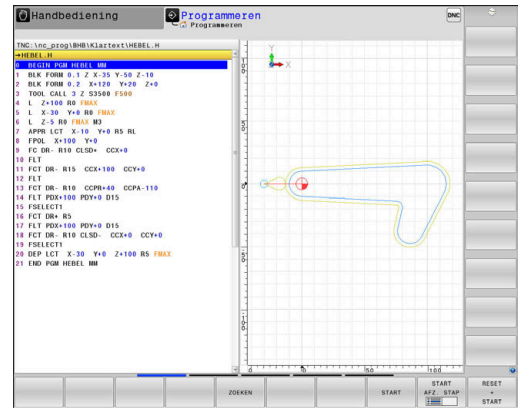 Handbediening
Programmeren
Programmeren
DNC
TNC:\nc_prog\BHB\Klartext\HEBEL.H
→HEBEL.H
0 BEGIN PGM HEBEL MM
1 BLK FORM 0.1 Z X-35 Y-50 Z-10
2 BLK FORM 0.2 X+120 Y+20 Z+0
3 TOOL CALL 3 Z S3500 F500
4 L Z+100 R0 FMAX
5 L X-30 Y+0 R0 FMAX
6 L Z-5 R0 FMAX M3
7 APPR LCT X-10 Y+0 R5 RL
8 FPOL X+100 Y+0
9 FC DR- R10 CLSD+ CCX+0
10 FLT
11 FCT DR- R15 CCX+100 CCY+0
12 FLT
13 FCT DR- R10 CCPR+40 CCPA-110
14 FLT PDX+100 PDY+0 D15
15 FSELECT1
16 FCT DR+ R5
17 FLT PDX+100 PDY+0 D15
18 FCT DR- R10 CLSD- CCX+0 CCY+0
19 FSELECT1
20 DEP LCT X-30 Y+0 Z+100 R5 FMAX
21 END PGM HEBEL MM
Y
X
0
50
100
ZOEKEN
START
START
AFZ. STAP
RESET
+
START